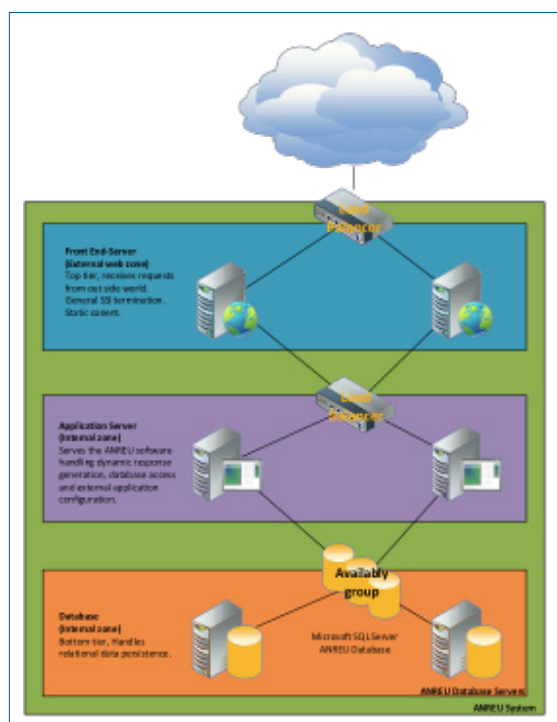 Load
Balancer
Front End-Server
(External web zone)
Top tier, receives requests
from out side world.
General SSl termination.
Static conent.
Load
Balancer
Application Server
(Internal zone)
Serves the ANREU software
handling dynamic response
generation, database access
and external application
configuration.
Availably
group
Database
(Internal zone)
Bottom tier, Handles
relational data persistence.
Microsoft SQL Server
ANREU Database
ANREU Database Servers
ANREU System